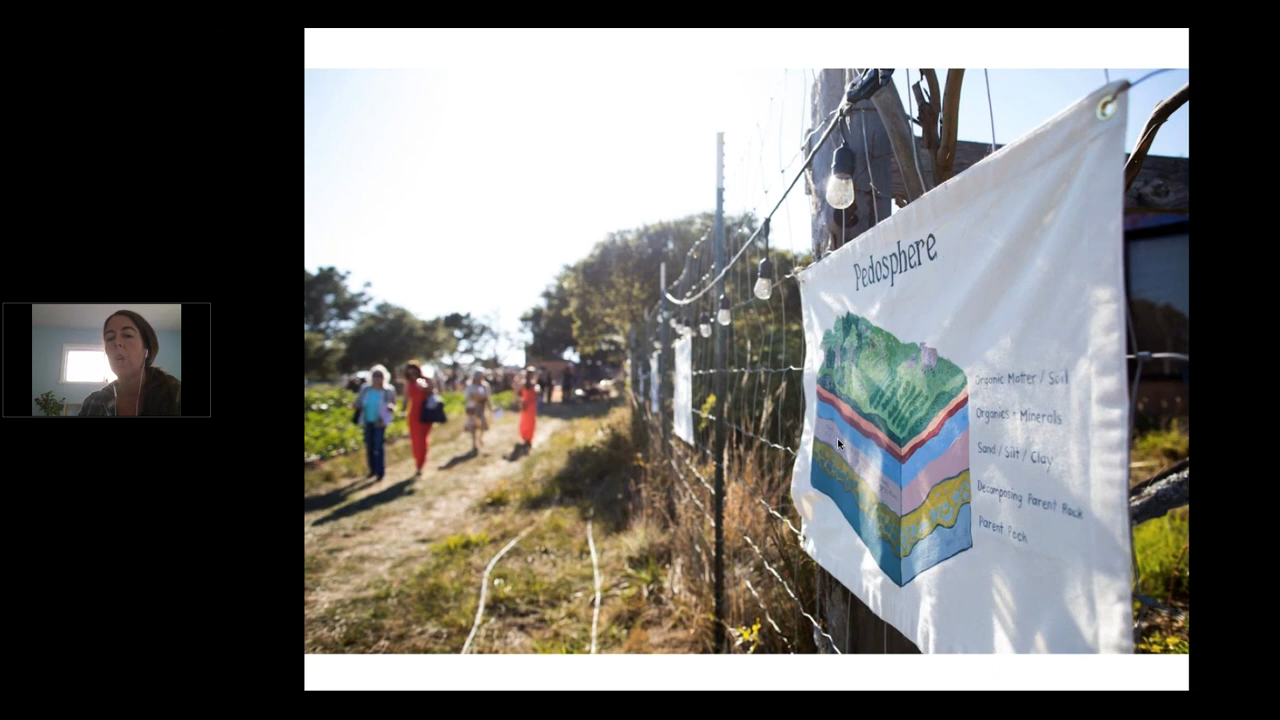 Pedosphere
Organic Matter / Soil
Organics + Minerals
Sand / Silt / Clay
Decomposing Parent Rock
Parent Rock